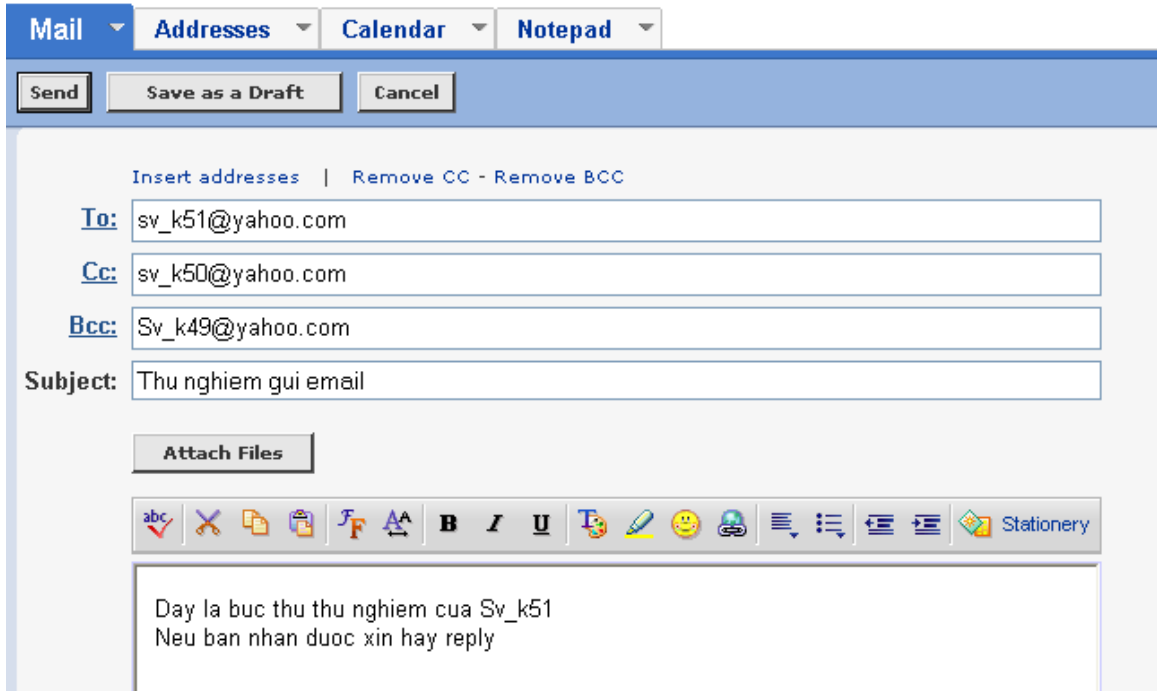 Mail Addresses Calendar Notepad
Send Save as a Draft Cancel
Insert addresses | Remove CC - Remove BCC
To: sv_k51@yahoo.com
Cc: sv_k50@yahoo.com
Bcc: Sv_k49@yahoo.com
Subject: Thu nghiem gui email
Attach Files
abc B I U Stationery
Day la buc thu thu nghiem cua Sv_k51
Neu ban nhan duoc xin hay reply